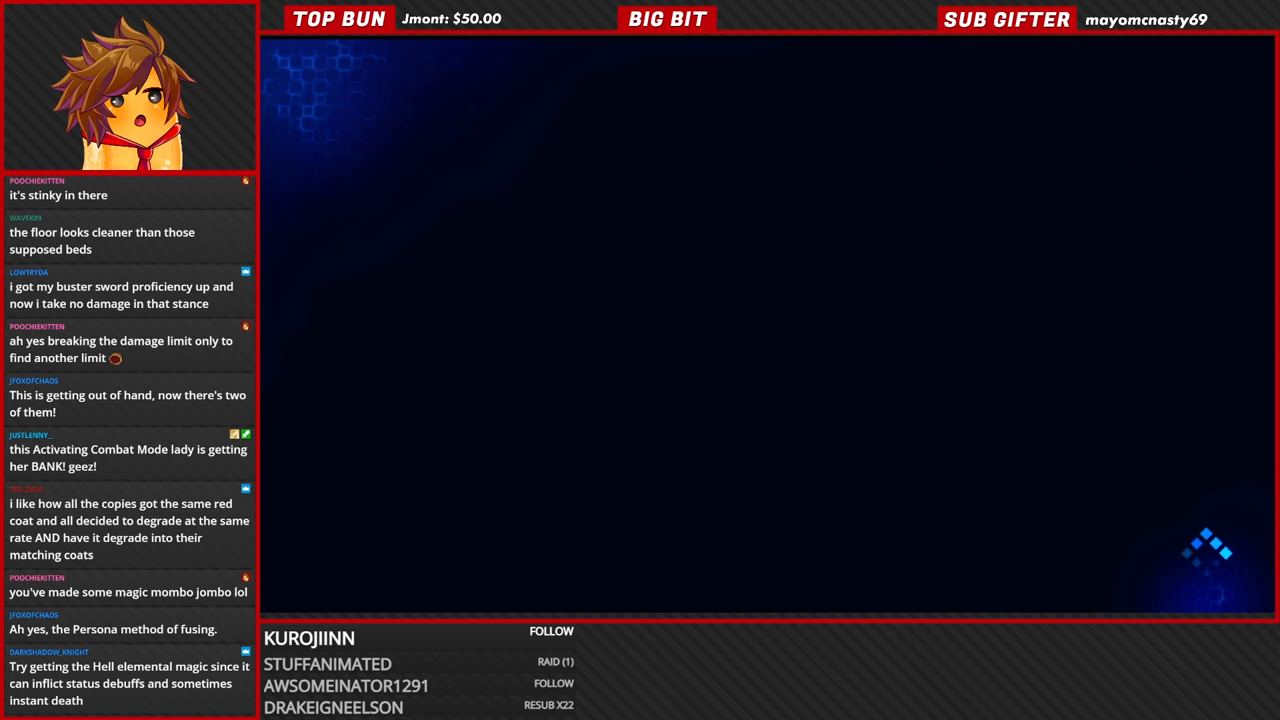 TOP BUN
Jmont: $50.00
BIG BIT
SUB GIFTER
mayomcnasty69
POOCHIEKITTEN
it's stinky in there
WAVEK89
the floor looks cleaner than those
supposed beds
LOW1RYDA
i got my buster sword proficiency up and
now i take no damage in that stance
POOCHIEKITTEN
ah yes breaking the damage limit only to
find another limit
JFOXOFCHAOS
This is getting out of hand, now there's two
of them!
JUSTLENNY__
this Activating Combat Mode lady is getting
her BANK! geez!
i like how all the copies got the same red
coat and all decided to degrade at the same
rate AND have it degrade into their
matching coats
POOCHIEKITTEN
you've made some magic mombo jombo lol
JFOXOFCHAOS
Ah yes, the Persona method of fusing.
DARKSHADOW_KNIGHT
Try getting the Hell elemental magic since it
can inflict status debuffs and sometimes
instant death
KUROJIINN FOLLOW
STUFFANIMATED RAID (1)
AWSOMEINATOR1291 FOLLOW
DRAKEIGNEELSON RESUB X22